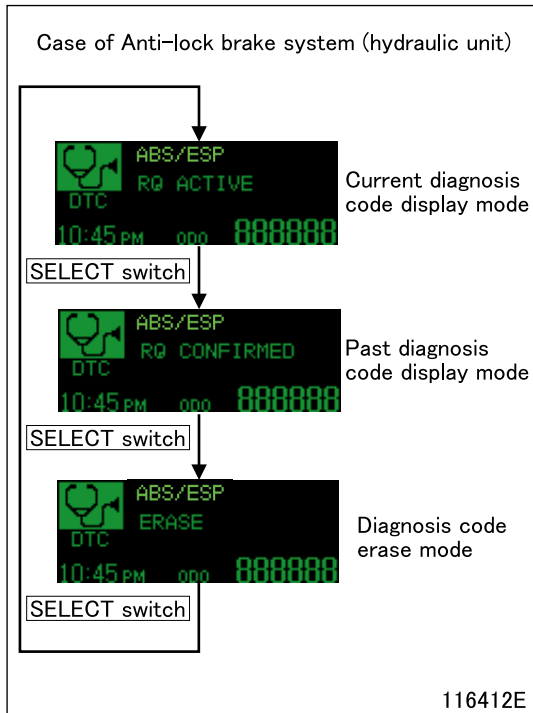 Case of Anti-lock brake system (hydraulic unit)
ABS/ESP
RQ ACTIVE
DTC
10:45 PM ODO 888888
Current diagnosis
code display mode
SELECT switch
ABS/ESP
RQ CONFIRMED
DTC
10:45 PM ODO 888888
Past diagnosis
code display mode
SELECT switch
ABS/ESP
ERASE
DTC
10:45 PM ODO 888888
Diagnosis code
erase mode
SELECT switch
116412E